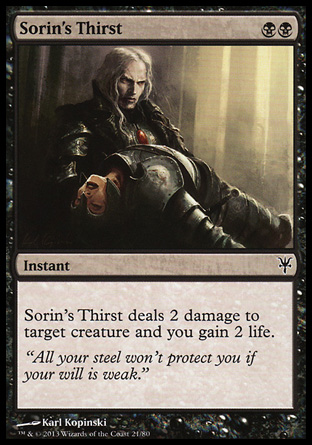 Sorin's Thirst
Instant
Sorin's Thirst deals 2 damage to
target creature and you gain 2 life.
"All your steel won't protect you if
your will is weak."
Karl Kopinski
™ & © 2013 Wizards of the Coast 21/80